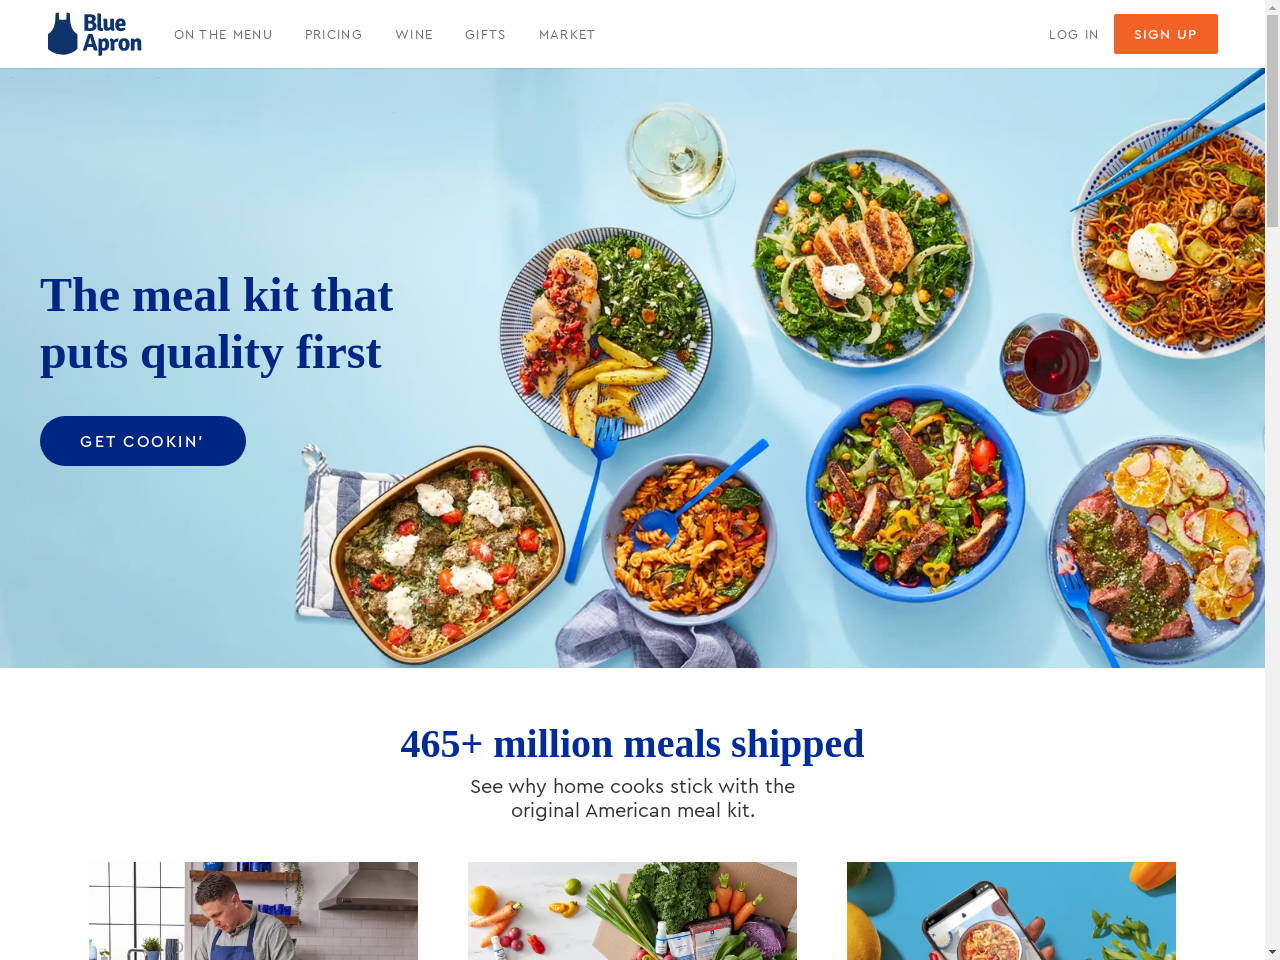 Blue
Apron
ON THE MENU
PRICING
WINE
GIFTS
MARKET
LOG IN
SIGN UP
The meal kit that
puts quality first
GET COOKIN’
465+ million meals shipped
See why home cooks stick with the
original American meal kit.